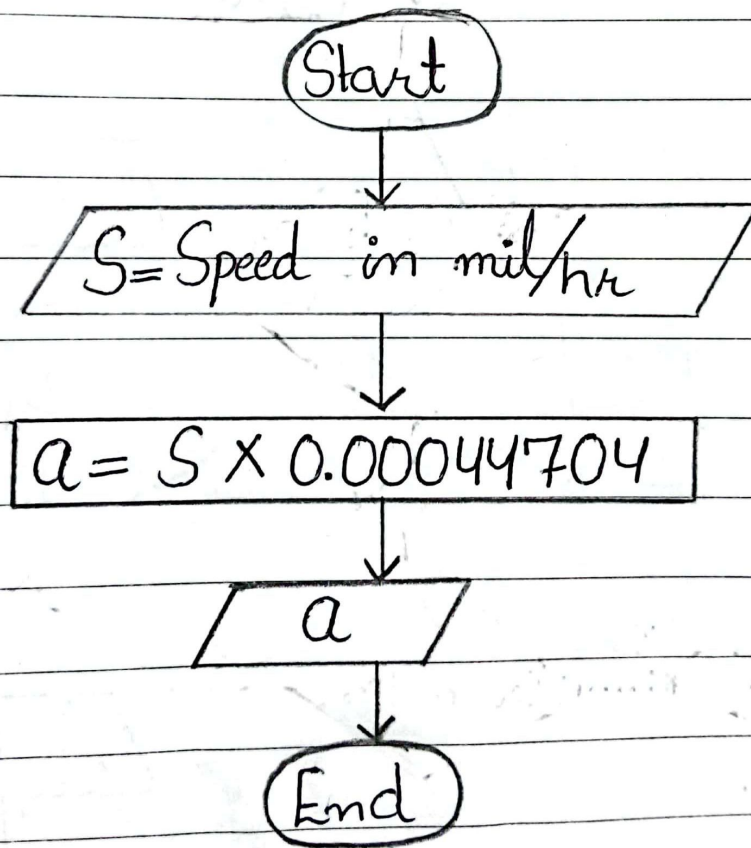 Start
S=Speed in mil/hr
a = S X 0.00044704
a
End